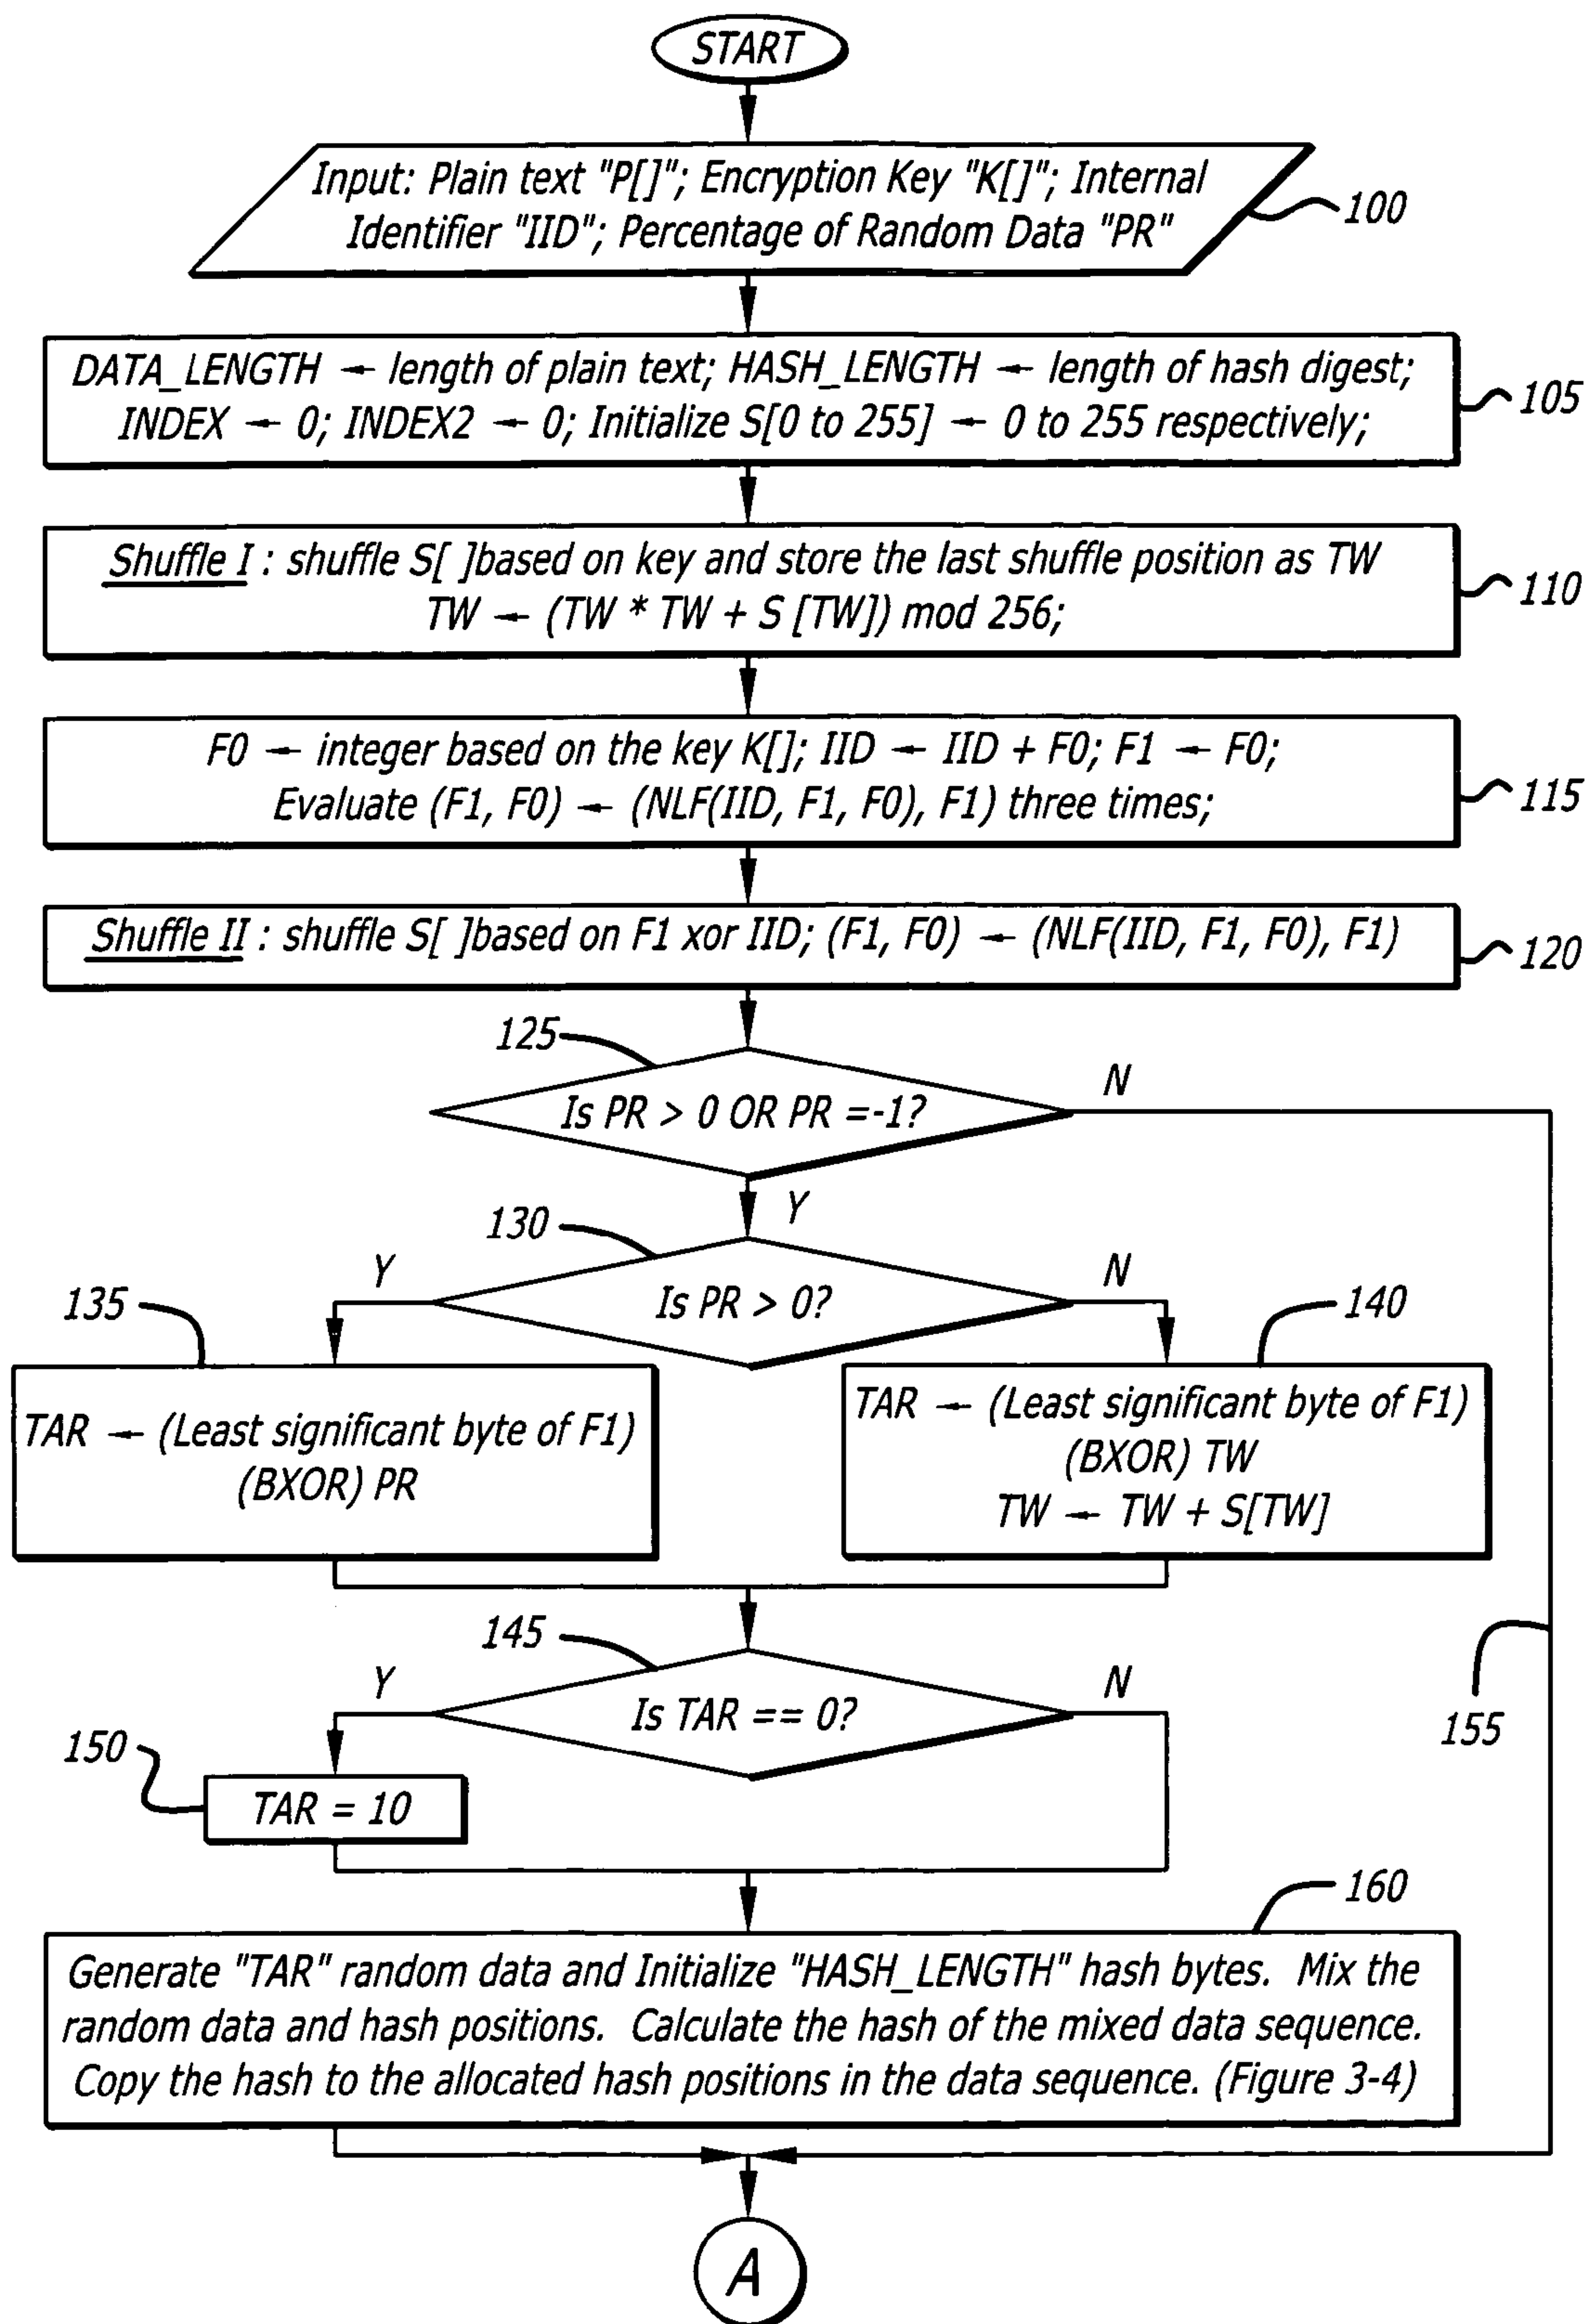 START
Input: Plain text "P[]"; Encryption Key "K[]"; Internal
Identifier "IID"; Percentage of Random Data "PR"
100
DATA_LENGTH ← length of plain text; HASH_LENGTH ← length of hash digest;
INDEX ← 0; INDEX2 ← 0; Initialize S[0 to 255] ← 0 to 255 respectively;
105
Shuffle I : shuffle S[ ]based on key and store the last shuffle position as TW
TW ← (TW * TW + S [TW]) mod 256;
110
F0 ← integer based on the key K[]; IID ← IID + F0; F1 ← F0;
Evaluate (F1, F0) ← (NLF(IID, F1, F0), F1) three times;
115
Shuffle II : shuffle S[ ]based on F1 xor IID; (F1, F0) ← (NLF(IID, F1, F0), F1)
120
125
Is PR > 0 OR PR =-1?
N
Y
130
Is PR > 0?
Y
N
135
TAR ← (Least significant byte of F1)
(BXOR) PR
140
TAR ← (Least significant byte of F1)
(BXOR) TW
TW ← TW + S[TW]
145
Is TAR == 0?
Y
N
155
150
TAR = 10
160
Generate "TAR" random data and Initialize "HASH_LENGTH" hash bytes. Mix the
random data and hash positions. Calculate the hash of the mixed data sequence.
Copy the hash to the allocated hash positions in the data sequence. (Figure 3-4)
A